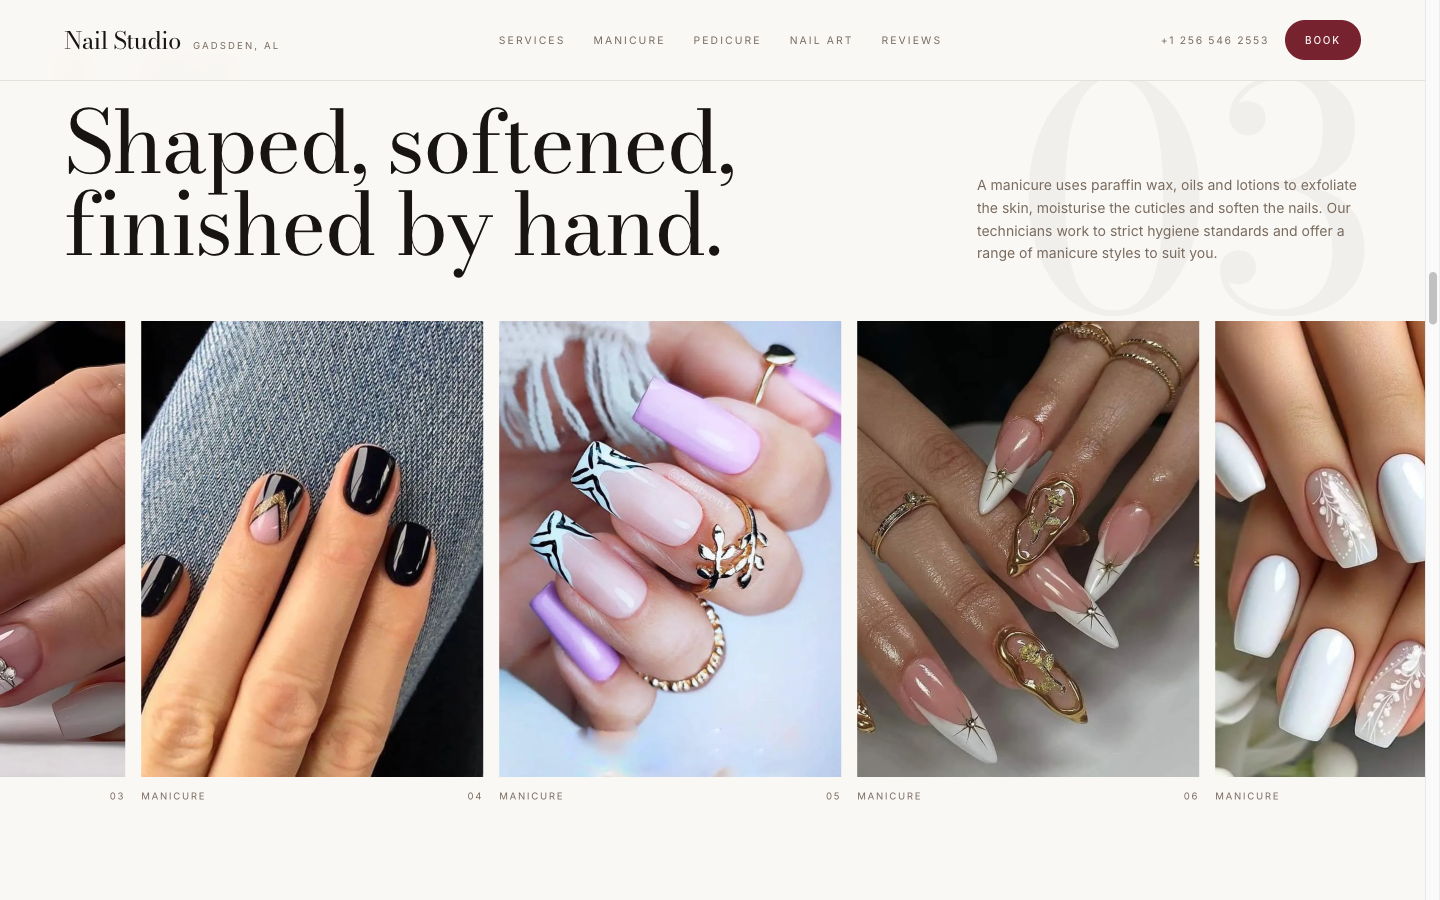 Nail Studio GADSDEN, AL
SERVICES MANICURE PEDICURE NAIL ART REVIEWS
+1 256 546 2553 BOOK
03
Shaped, softened,
finished by hand.
A manicure uses paraffin wax, oils and lotions to exfoliate
the skin, moisturise the cuticles and soften the nails. Our
technicians work to strict hygiene standards and offer a
range of manicure styles to suit you.
03
MANICURE 04
MANICURE 05
MANICURE 06
MANICURE